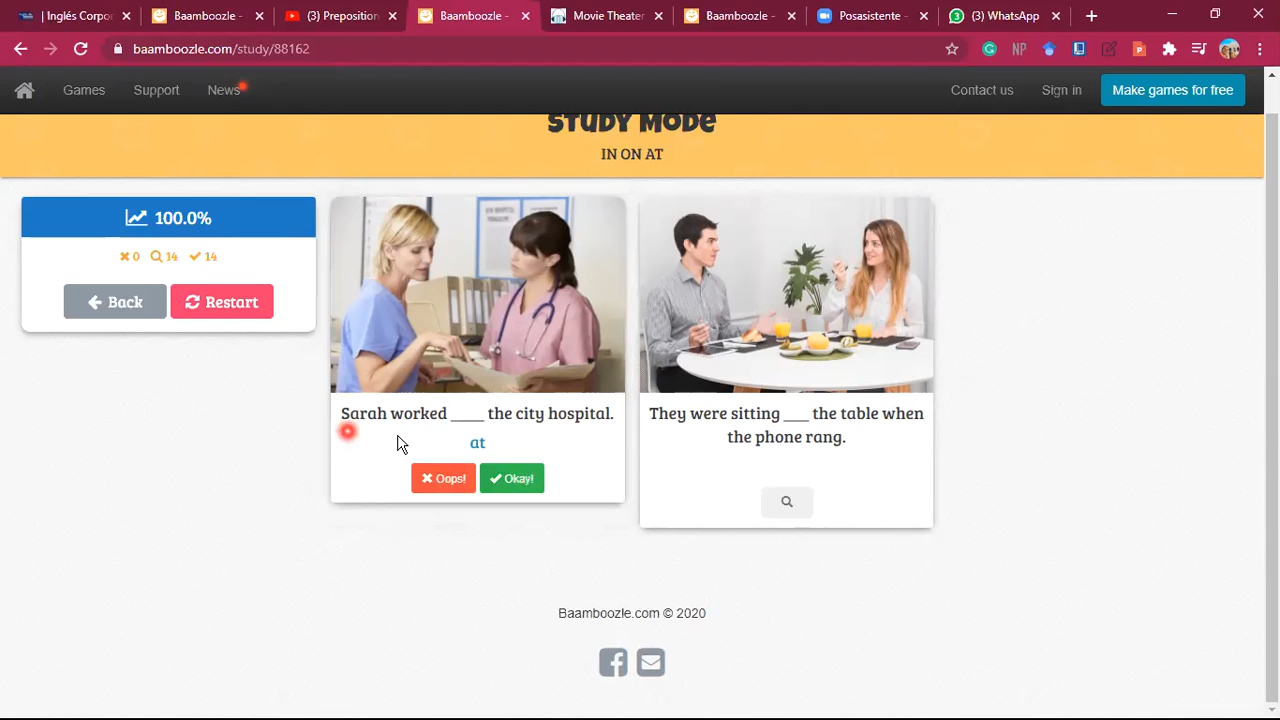 | Inglés Corpor
Baamboozle -
(3) Preposition
Baamboozle -
Movie Theater
Baamboozle -
Posasistente -
(3) WhatsApp
baamboozle.com/study/88162
NP
Games
Support
News
Contact us
Sign in
Make games for free
STUDY MODE
IN ON AT
100.0%
0
14
14
Back
Restart
Sarah worked ____ the city hospital.
at
Oops!
Okay!
They were sitting ___ the table when
the phone rang.
Baamboozle.com © 2020